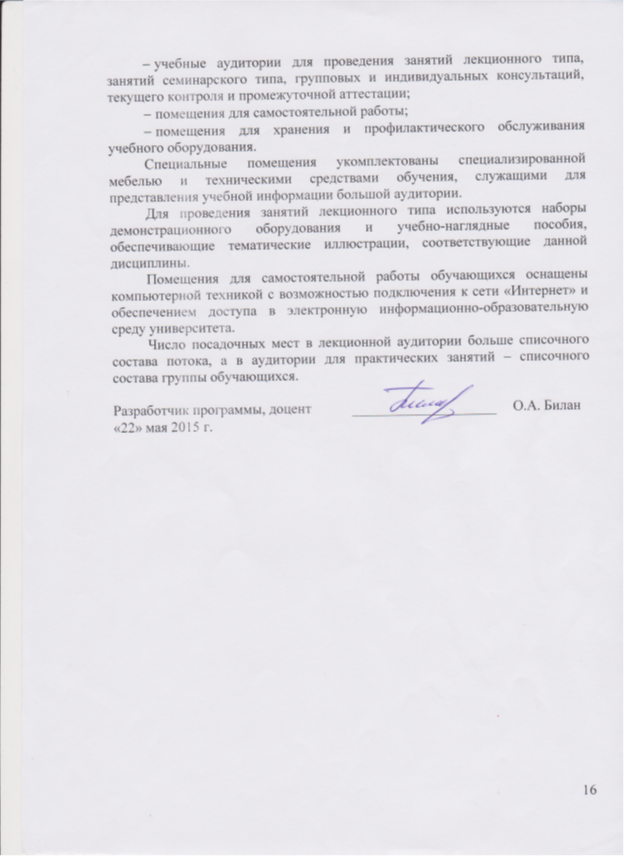 – учебные аудитории для проведения занятий лекционного типа,
занятий семинарского типа, групповых и индивидуальных консультаций,
текущего контроля и промежуточной аттестации;
– помещения для самостоятельной работы;
– помещения для хранения и профилактического обслуживания
учебного оборудования.
Специальные помещения укомплектованы специализированной
мебелью и техническими средствами обучения, служащими для
представления учебной информации большой аудитории.
Для проведения занятий лекционного типа используются наборы
демонстрационного оборудования и учебно-наглядные пособия,
обеспечивающие тематические иллюстрации, соответствующие данной
дисциплины.
Помещения для самостоятельной работы обучающихся оснащены
компьютерной техникой с возможностью подключения к сети «Интернет» и
обеспечением доступа в электронную информационно-образовательную
среду университета.
Число посадочных мест в лекционной аудитории больше списочного
состава потока, а в аудитории для практических занятий – списочного
состава группы обучающихся.
Разработчик программы, доцент О.А. Билан
«22» мая 2015 г.
16